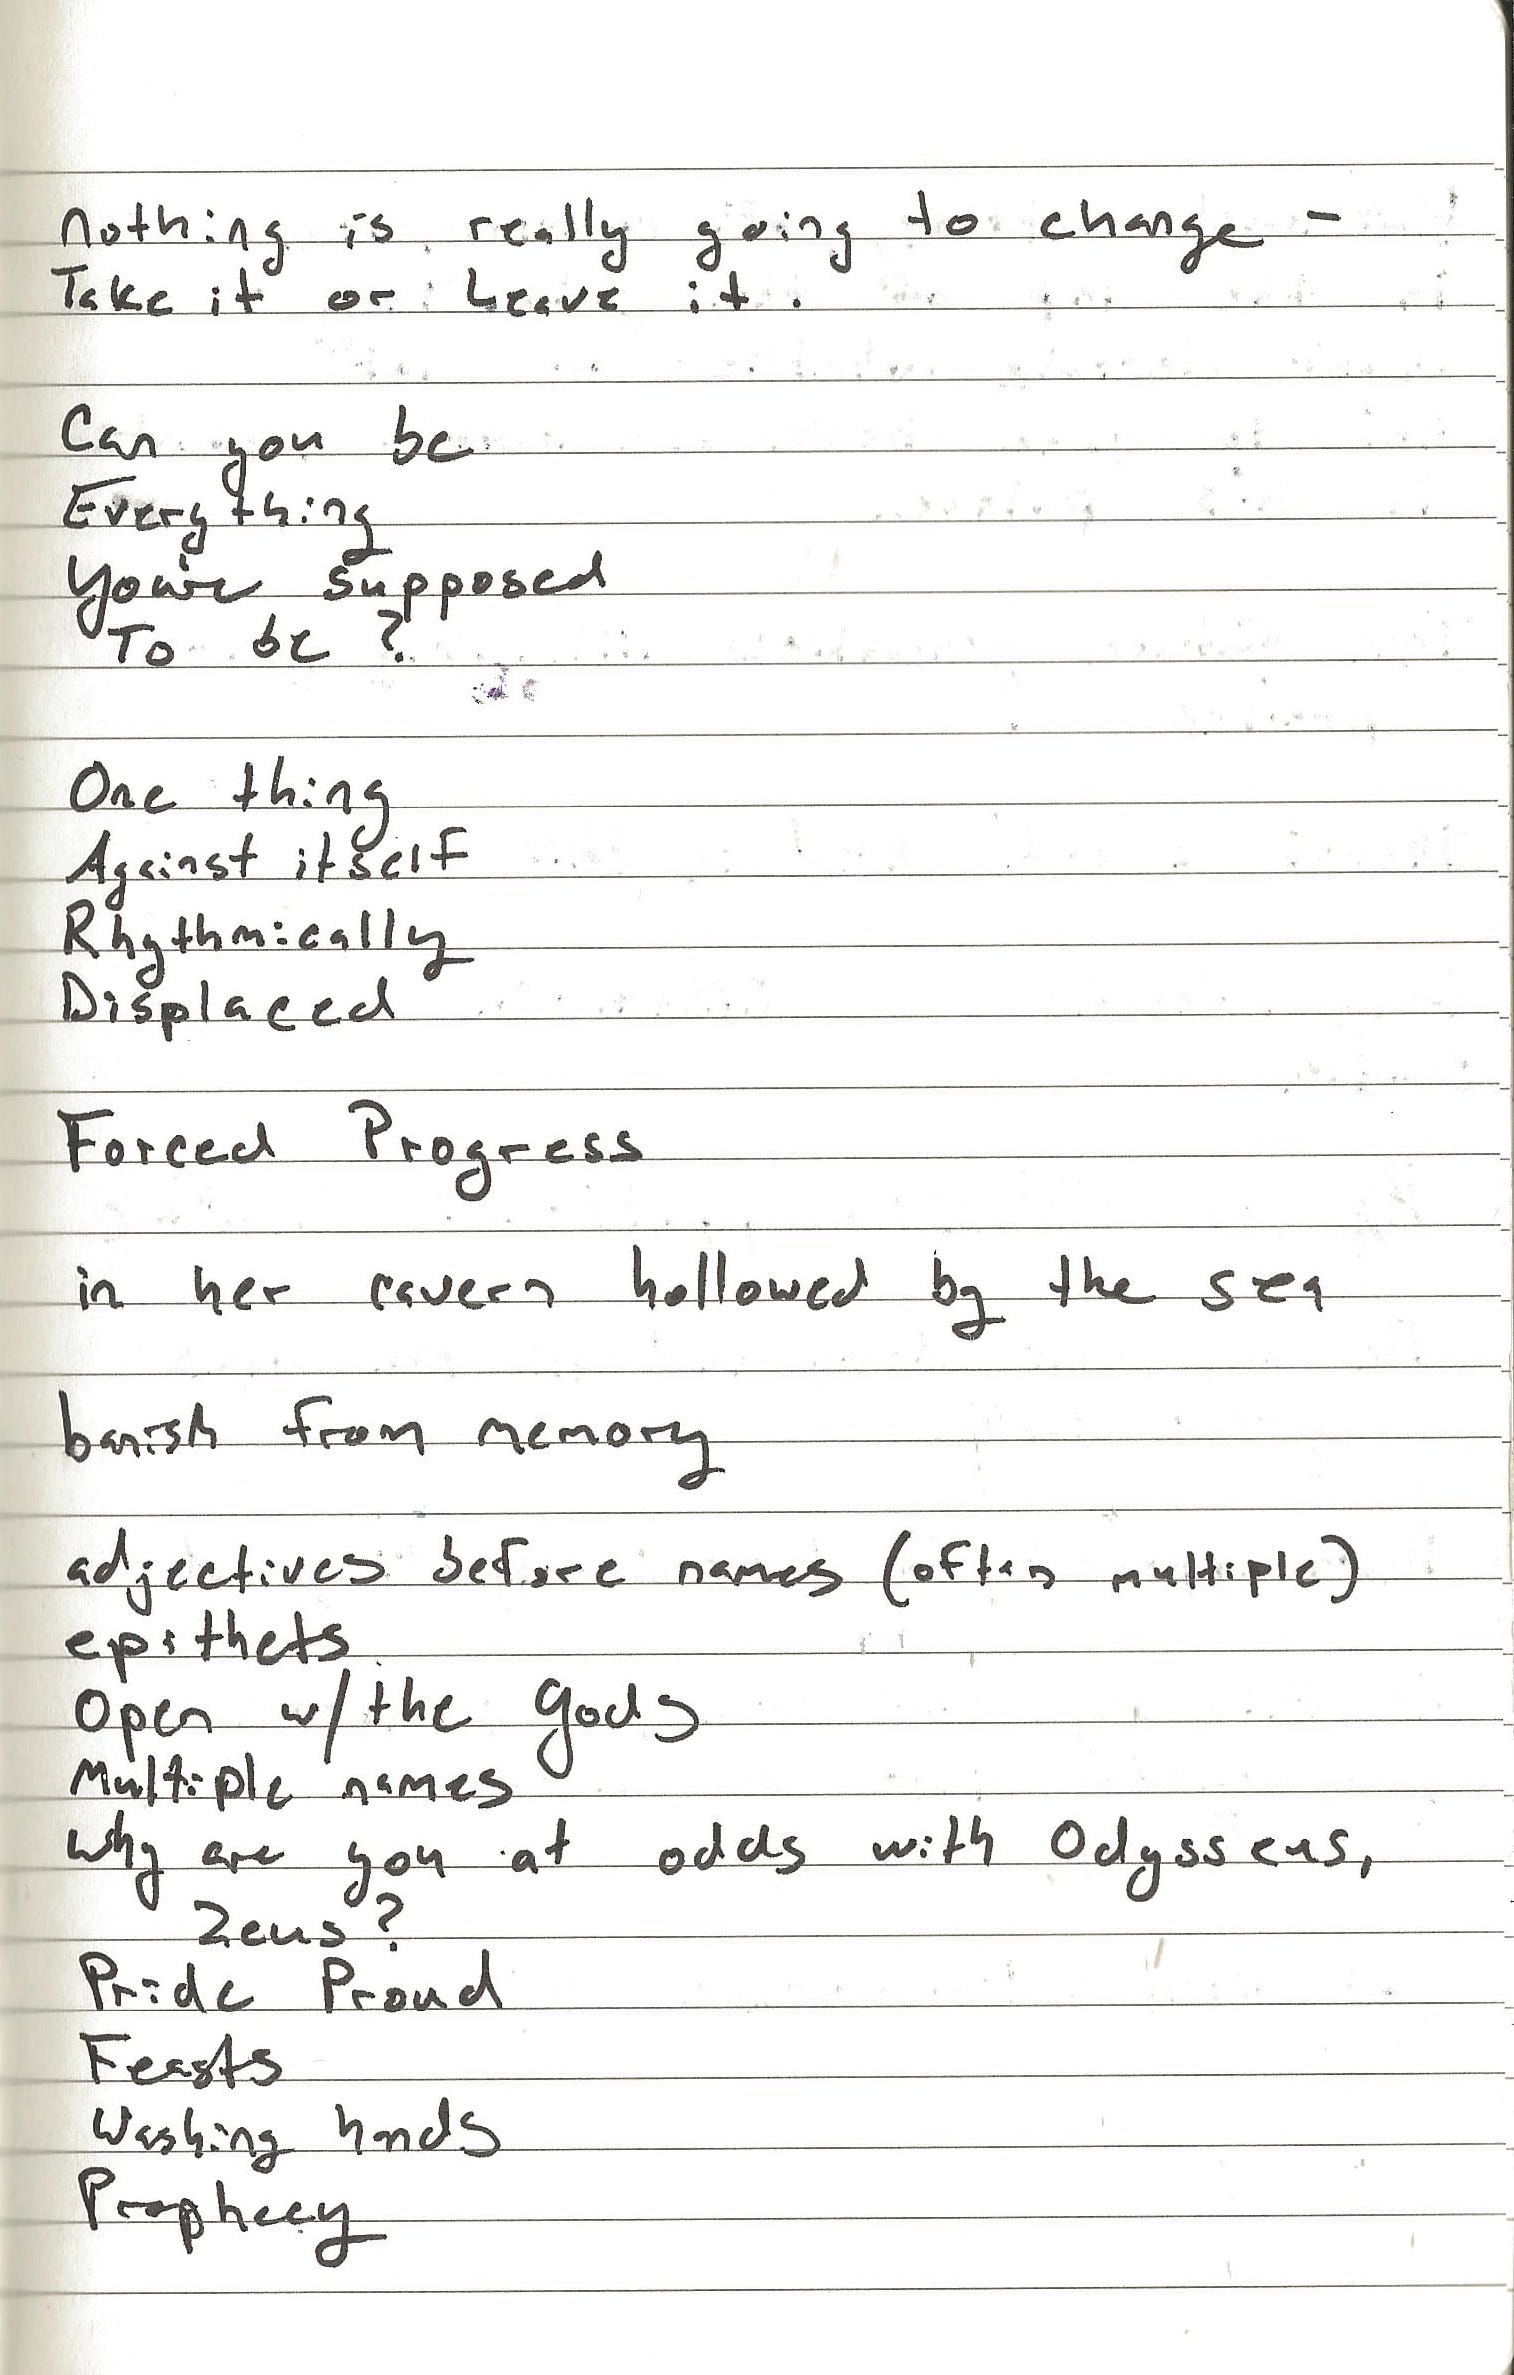 Nothing is really going to change -
Take it or Leave it.
Can you be
Everything
You're supposed
To be?
One thing
Against itself
Rhythmically
Displaced
Forced Progress
in her cavern hollowed by the sea
banish from memory
adjectives before names (often multiple)
epithets
Open w/the gods
Multiple names
Why are you at odds with Odysseus,
Zeus?
Pride Proud
Feasts
Washing hands
Prophecy